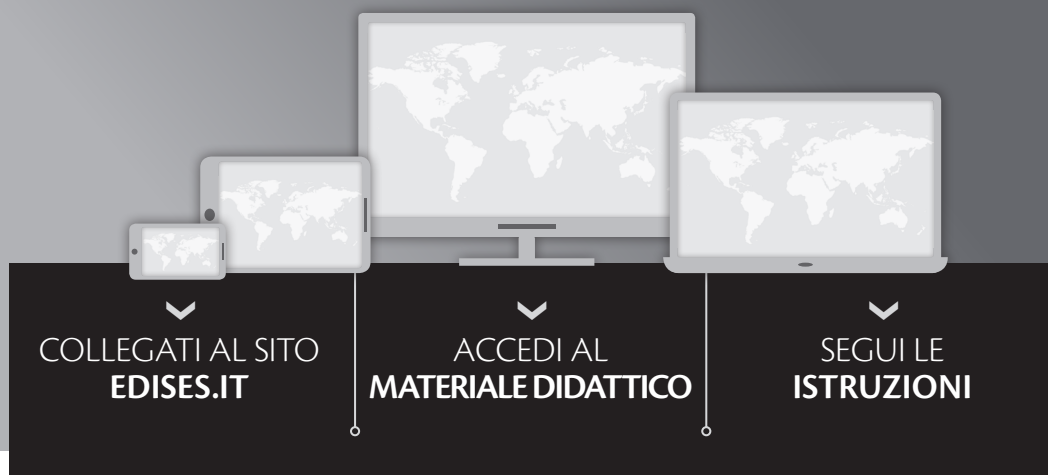 COLLEGATI AL SITO
EDISES.IT
ACCEDI AL
MATERIALE DIDATTICO
SEGUI LE
ISTRUZIONI